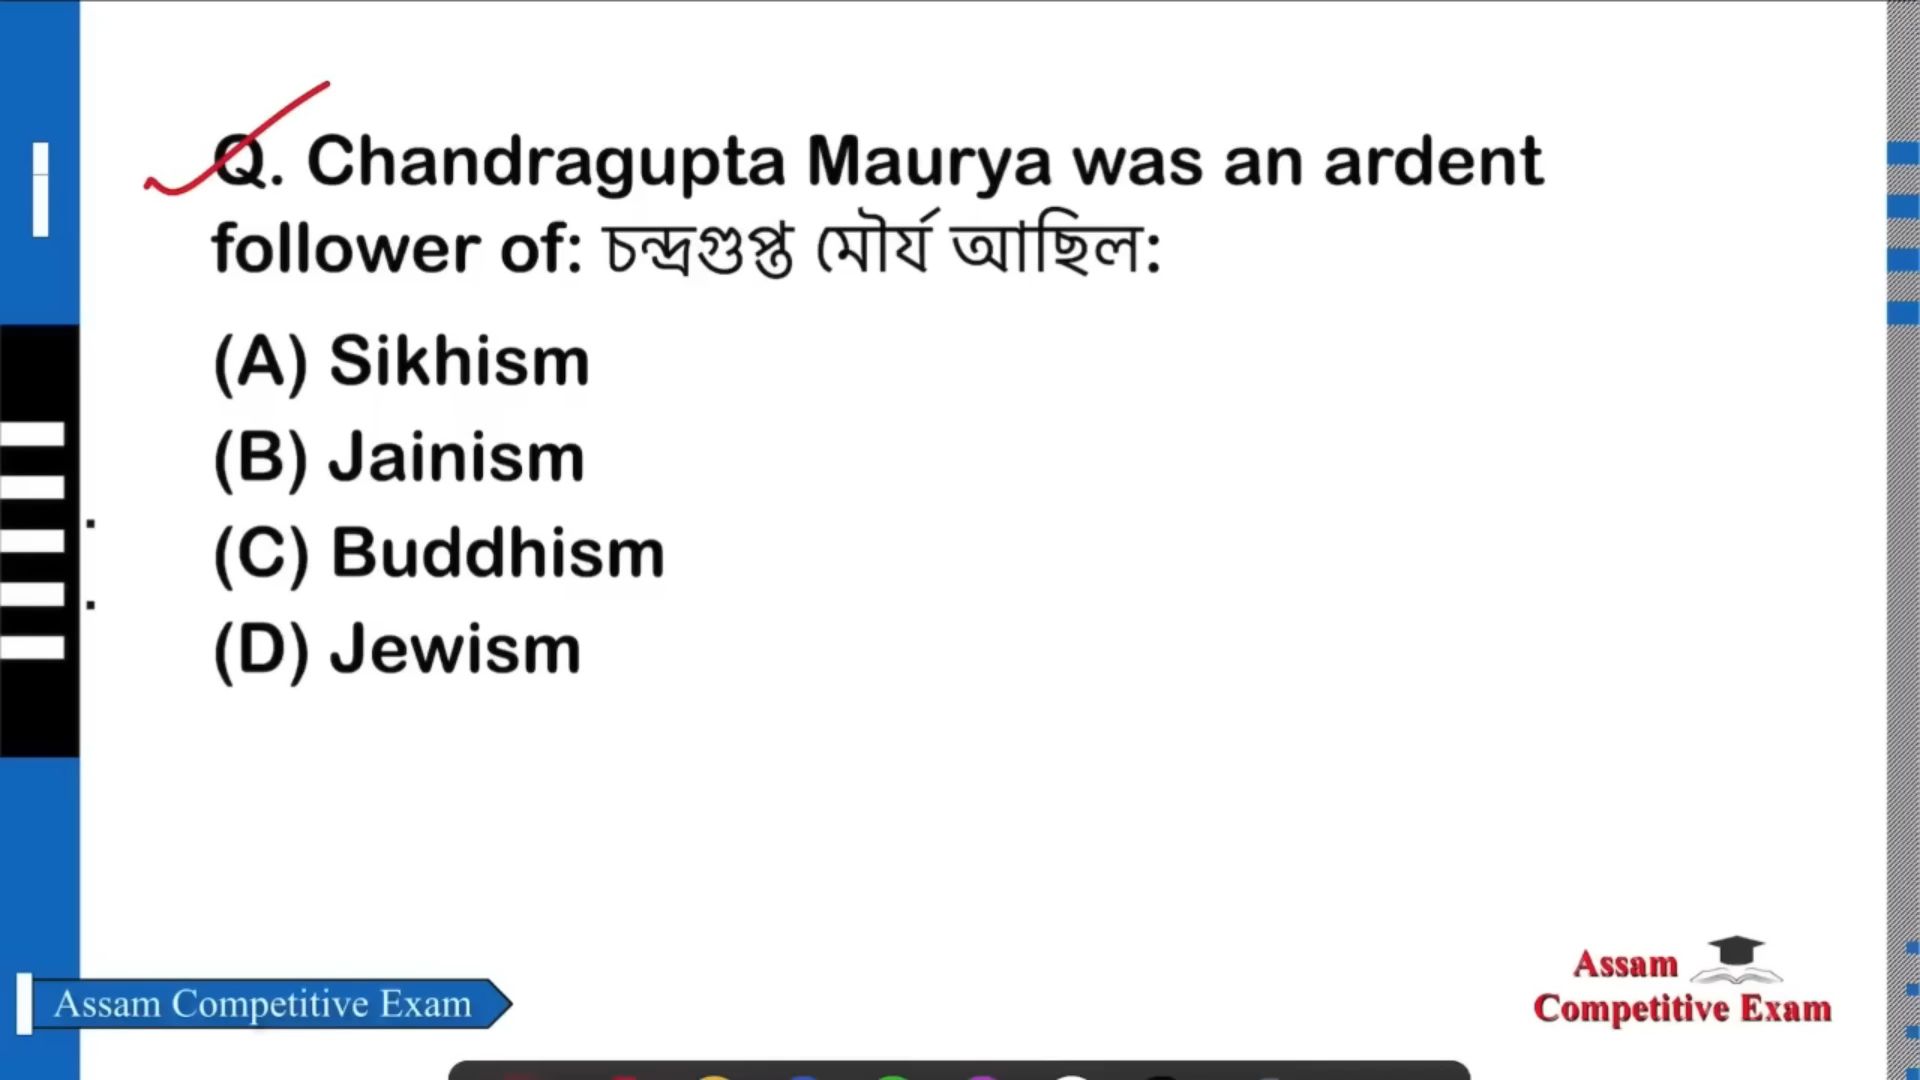 Q. Chandragupta Maurya was an ardent
follower of: চন্দ্ৰগুপ্ত মৌৰ্য আছিল:
(A) Sikhism
(B) Jainism
(C) Buddhism
(D) Jewism
Assam Competitive Exam
Assam
Competitive Exam